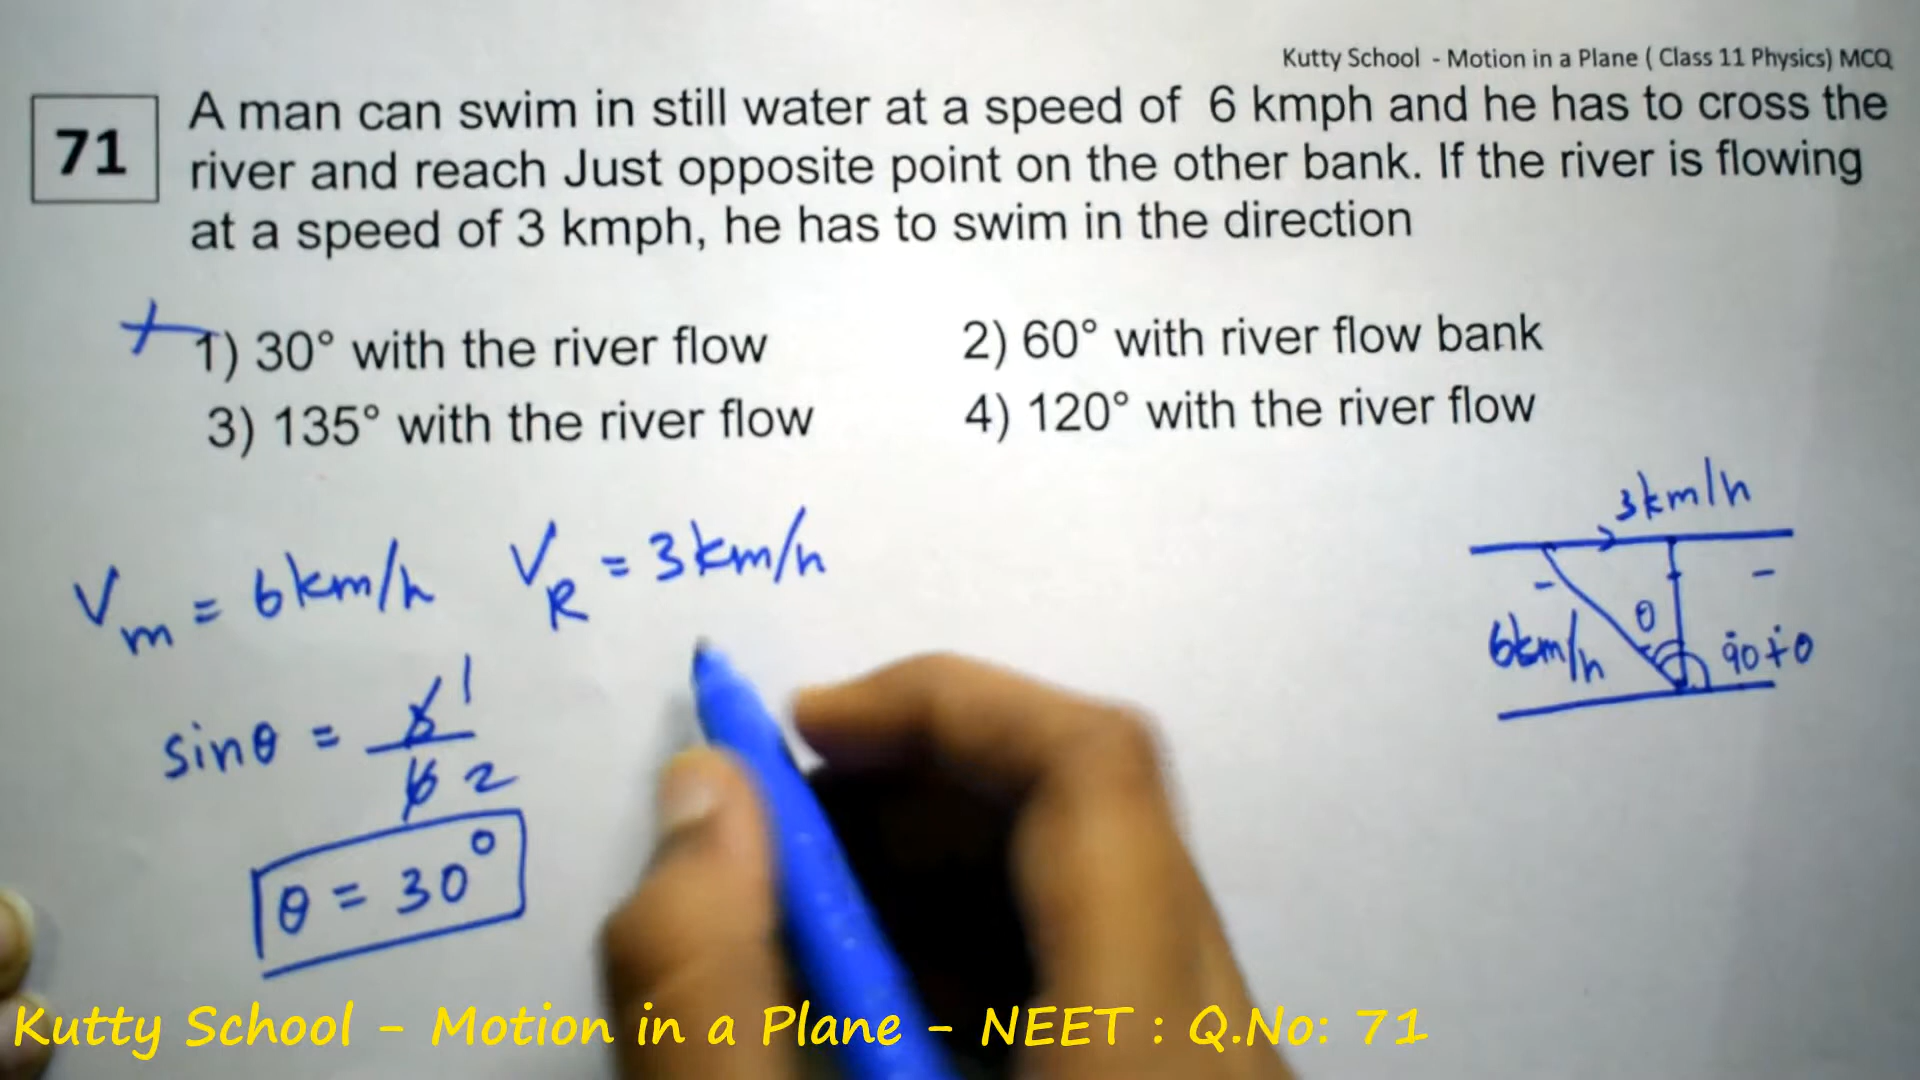 Kutty School - Motion in a Plane ( Class 11 Physics) MCQ
71
A man can swim in still water at a speed of 6 kmph and he has to cross the
river and reach Just opposite point on the other bank. If the river is flowing
at a speed of 3 kmph, he has to swim in the direction
1) 30° with the river flow
2) 60° with river flow bank
3) 135° with the river flow
4) 120° with the river flow
3km/h
Vm = 6km/h VR = 3km/h
θ
6km/h
90+θ
sinθ = 3 1
6 2
θ = 30°
Kutty School - Motion in a Plane - NEET : Q.No: 71